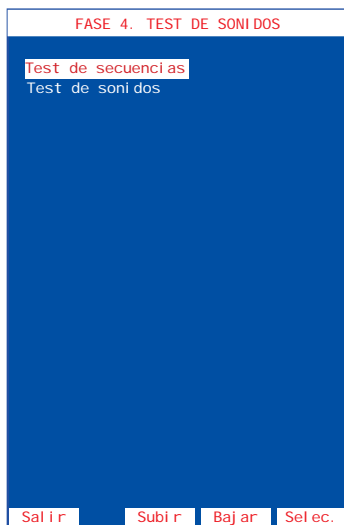 FASE 4. TEST DE SONIDOS
Test de secuencias
Test de sonidos
Salir Subir Bajar Selec.